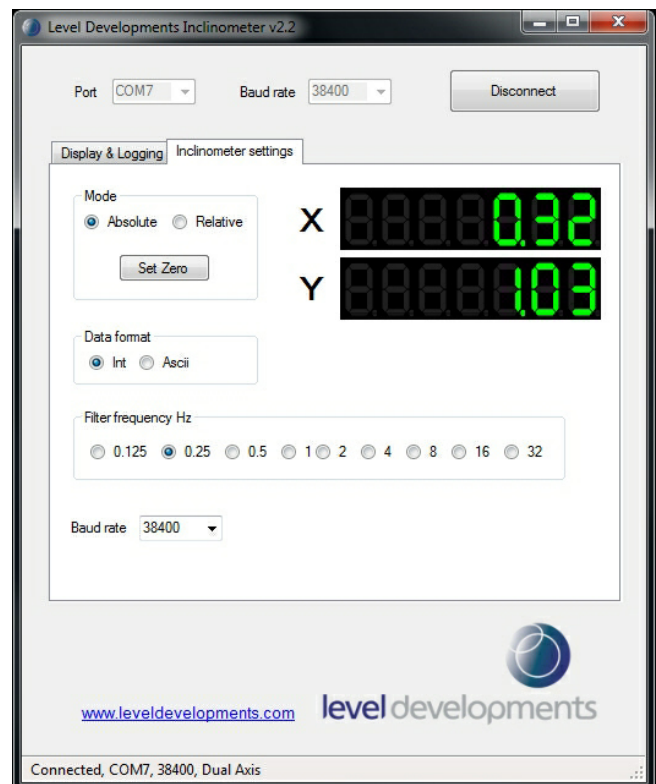 Level Developments Inclinometer v2.2
Port COM7 Baud rate 38400 Disconnect
Display & Logging Inclinometer settings
Mode
Absolute Relative
Set Zero
X 0.32
Y 1.03
Data format
Int Ascii
Filter frequency Hz
0.125 0.25 0.5 1 2 4 8 16 32
Baud rate 38400
www.leveldevelopments.com
level developments
Connected, COM7, 38400, Dual Axis